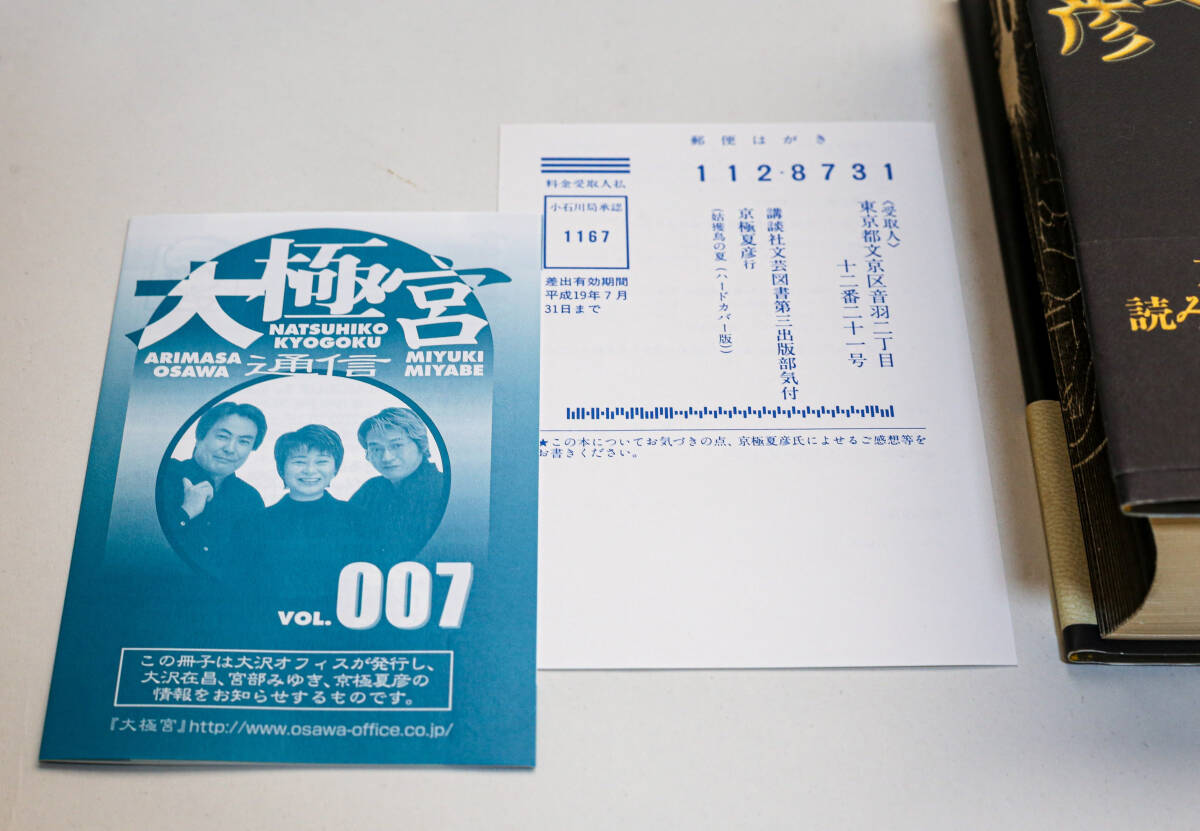 大極宮
NATSUHIKO
KYOGOKU
ARIMASA
OSAWA
通信
MIYUKI
MIYABE
VOL. 007
この冊子は大沢オフィスが発行し、
大沢在昌、宮部みゆき、京極夏彦の
情報をお知らせするものです。
『大極宮』http://www.osawa-office.co.jp/
郵便はがき
112-8731
料金受取人払
小石川局承認
1167
差出有効期間
平成19年7月
31日まで
《受取人》
東京都文京区音羽二丁目
十二番二十一号
講談社文芸図書第三出版部気付
京極夏彦行
(姑獲鳥の夏(ハードカバー版))
★この本についてお気づきの点、京極夏彦氏によせるご感想等を
お書きください。
彦
読み